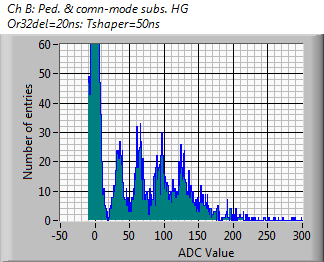 Ch B: Ped. & comn-mode subs. HG
Or32del=20ns: Tshaper=50ns
Number of entries
60
50
40
30
20
10
0
-50 0 50 100 150 200 250 300
ADC Value